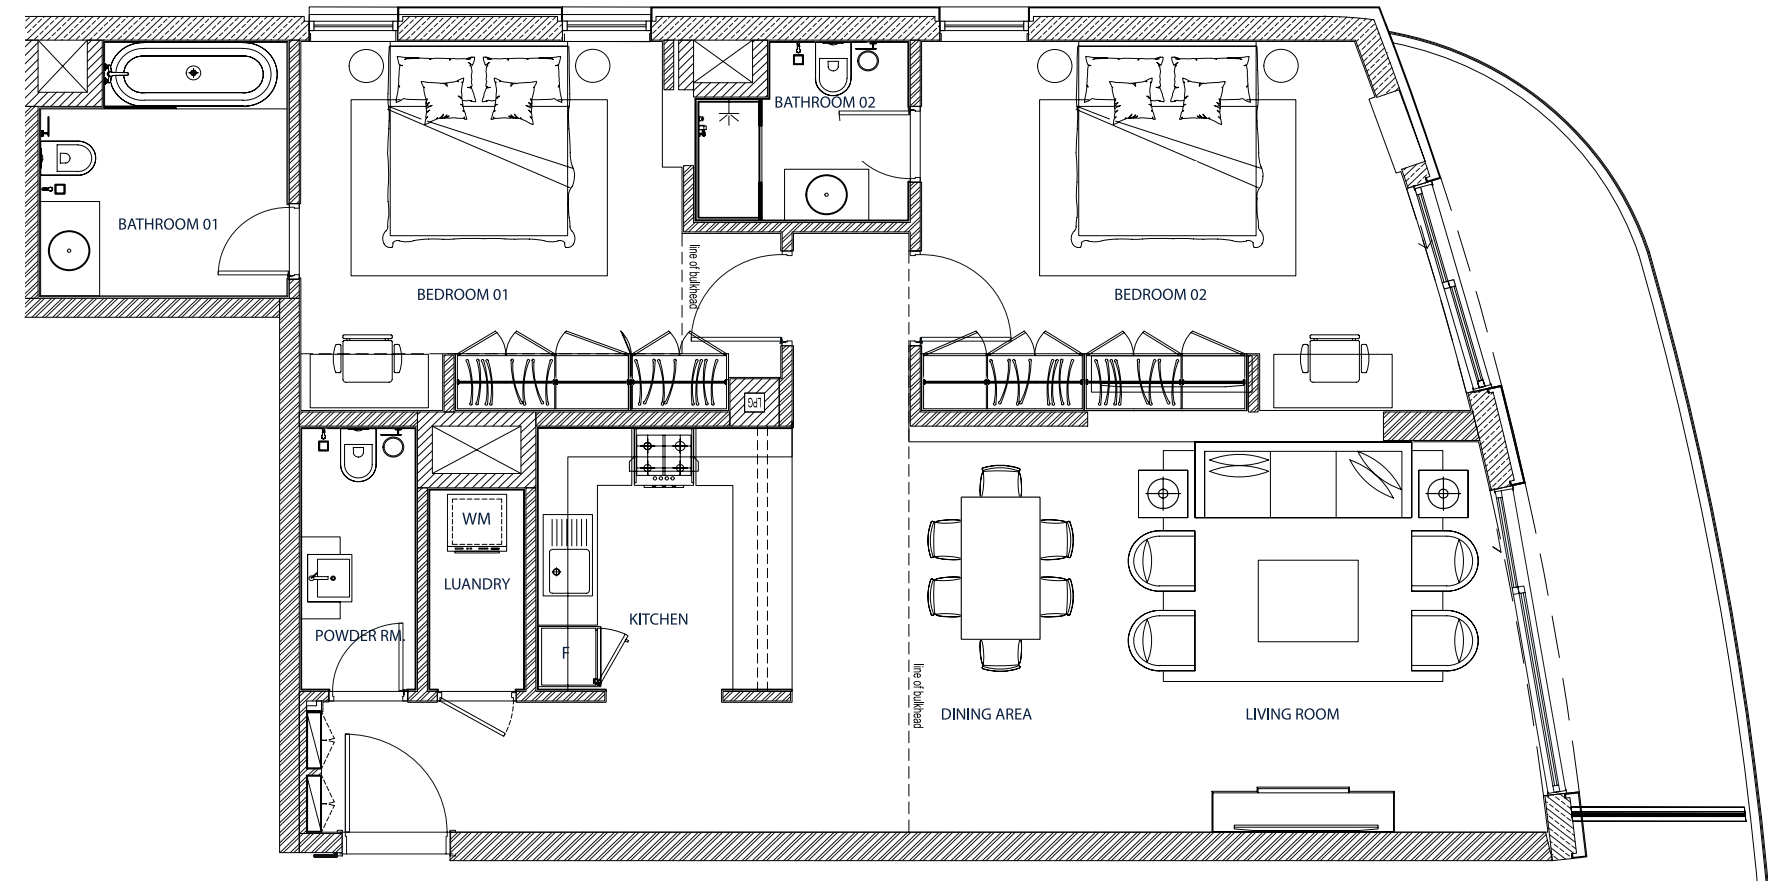 BATHROOM 02
BATHROOM 01
line of bulkhead
BEDROOM 01
BEDROOM 02
LPG
WM
LUANDRY
KITCHEN
POWDER RM.
F
line of bulkhead
DINING AREA
LIVING ROOM